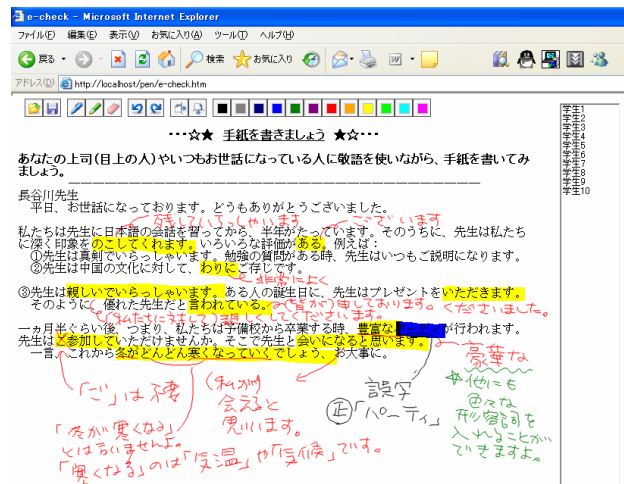 e-check - Microsoft Internet Explorer
ファイル(F) 編集(E) 表示(V) お気に入り(A) ツール(T) ヘルプ(H)
戻る 検索 お気に入り
アドレス(D) http://localhost/pen/e-check.htm
・・・☆★ 手紙を書きましょう ★☆・・・
あなたの上司(目上の人)やいつもお世話になっている人に敬語を使いながら、手紙を書いてみ
ましょう。
長谷川先生
平日、お世話になっております。どうもありがとうございました。
残していらっしゃいます ございます
私たちは先生に日本語の会話を習ってから、半年がたっています。そのうちに、先生は私たち
に深く印象をのこしてくれます。いろいろな評価がある。例えば:
①先生は真剣でいらっしゃいます。勉強の質問がある時、先生はいつもご説明になります。
②先生は中国の文化に対して、わりにご存じです。
非常によく
③先生は親しいでいらっしゃいます。ある人の誕生日に、先生はプレゼントをいただきます。
そのように、優れた先生だと言われている。(皆が)申しております。くださいました。
(私たちに対して)親しくしてくださいます。
一ヵ月半ぐらい後、つまり、私たちは予備校から卒業する時、豊富な が行われます。
先生はご参加していただけませんか。そこで先生と会いになると思います。
一言、これから冬がどんどん寒くなっていくでしょう、お大事に。
豪華な
「ご」は
(私が)
会えると
思います。
誤字
正「パーティ」
他にも
色々な
形容詞を
入れることが
できますよ。
「冬が寒くなる」
とは言いませんよ。
「寒くなる」のは「気温」や「気候」です。
学生1
学生2
学生3
学生4
学生5
学生6
学生7
学生8
学生9
学生10